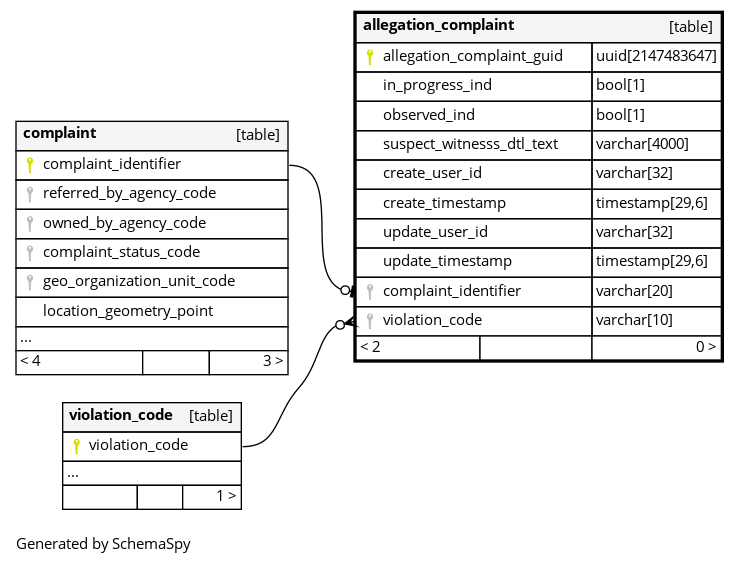 allegation_complaint [table]
allegation_complaint_guid uuid[2147483647]
in_progress_ind bool[1]
observed_ind bool[1]
suspect_witnesss_dtl_text varchar[4000]
create_user_id varchar[32]
create_timestamp timestamp[29,6]
update_user_id varchar[32]
update_timestamp timestamp[29,6]
complaint_identifier varchar[20]
violation_code varchar[10]
< 2 0 >
complaint [table]
complaint_identifier
referred_by_agency_code
owned_by_agency_code
complaint_status_code
geo_organization_unit_code
location_geometry_point
...
< 4 3 >
violation_code [table]
violation_code
...
1 >
Generated by SchemaSpy